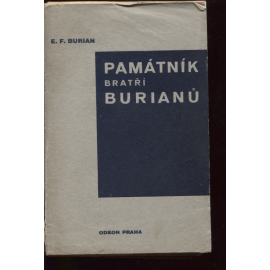 E. F. BURIAN
PAMÁTNÍK
BRATŘÍ
BURIANŮ
ODEON PRAHA